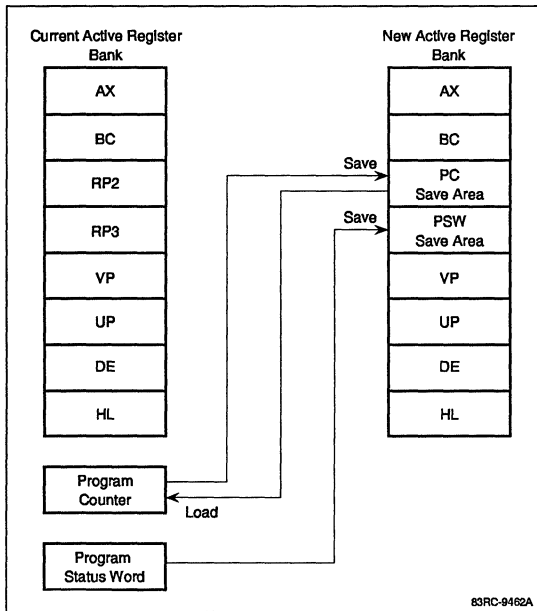 Current Active Register
Bank
AX
BC
RP2
RP3
VP
UP
DE
HL
Program
Counter
Program
Status Word
Save
Load
Save
New Active Register
Bank
AX
BC
PC
Save Area
PSW
Save Area
VP
UP
DE
HL
83RC-9462A